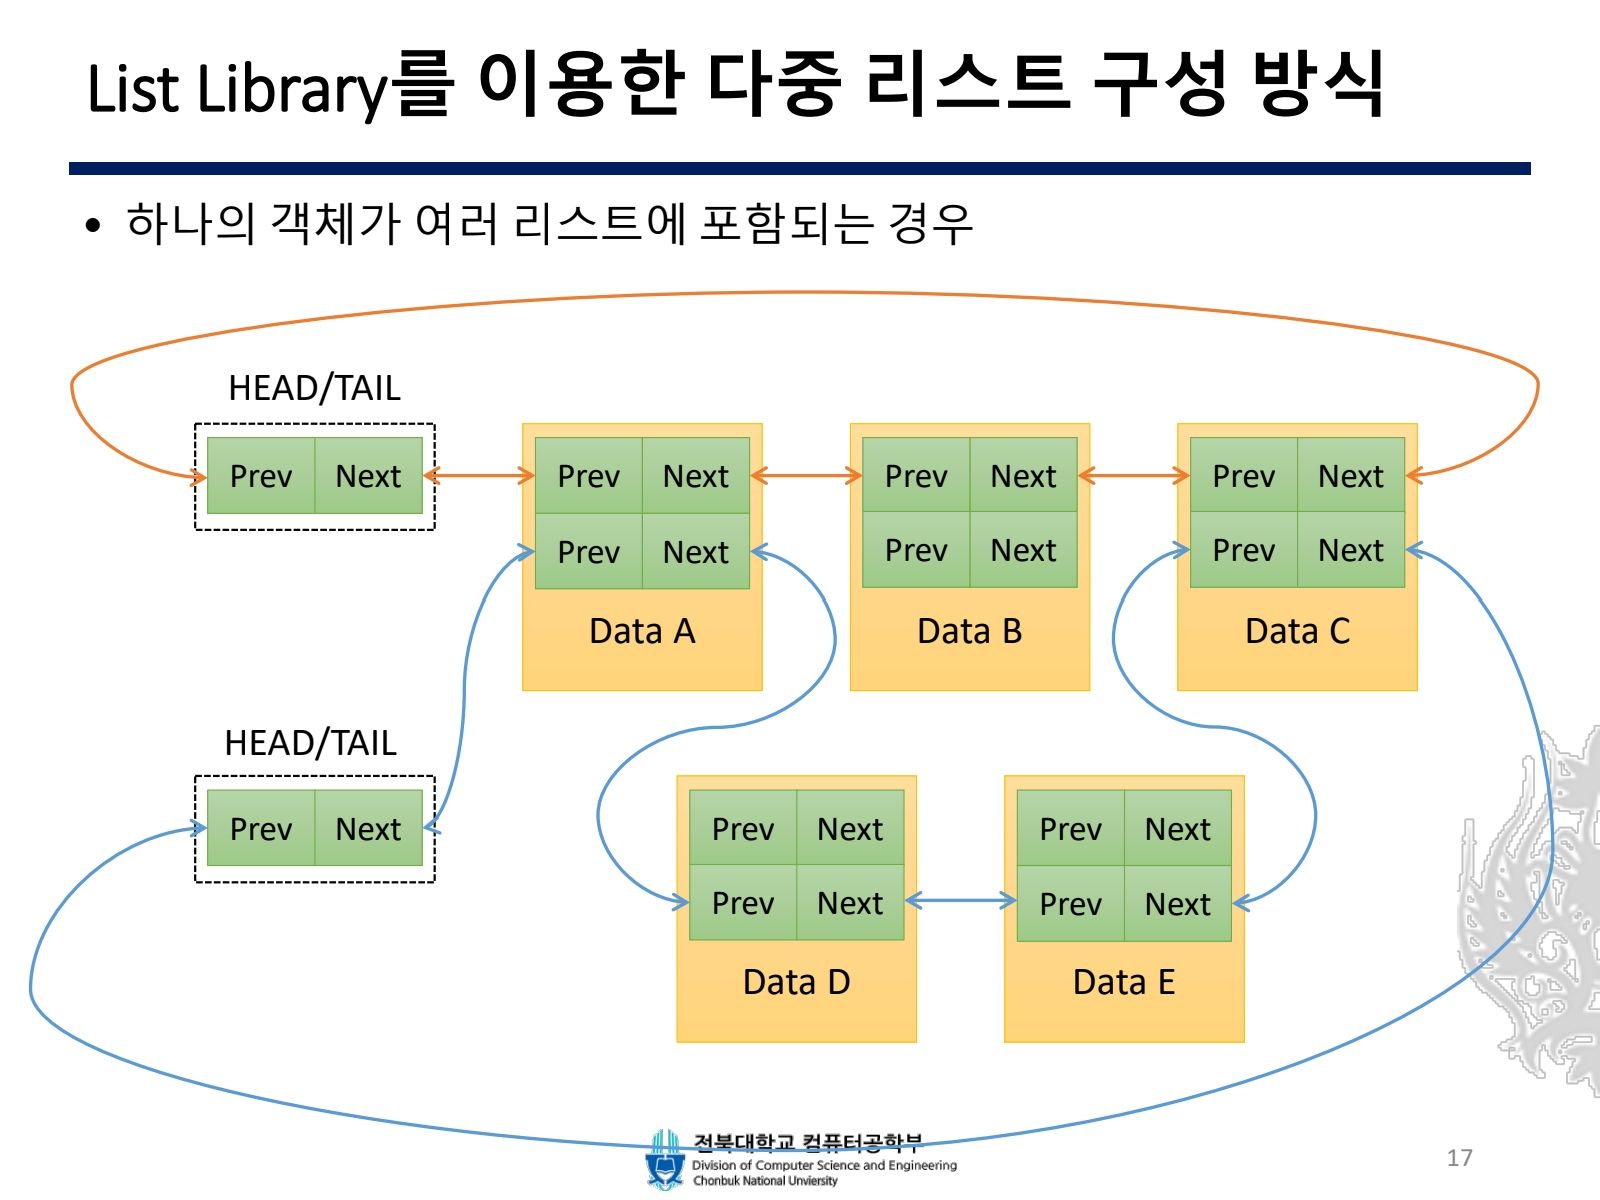 List Library를 이용한 다중 리스트 구성 방식
• 하나의 객체가 여러 리스트에 포함되는 경우
HEAD/TAIL
Prev Next Prev Next Prev Next Prev Next
Prev Next Prev Next Prev Next
Data A Data B Data C
HEAD/TAIL
Prev Next Prev Next Prev Next
Prev Next Prev Next
Data D Data E
전북대학교 컴퓨터공학부
Division of Computer Science and Engineering
Chonbuk National Unviersity
17